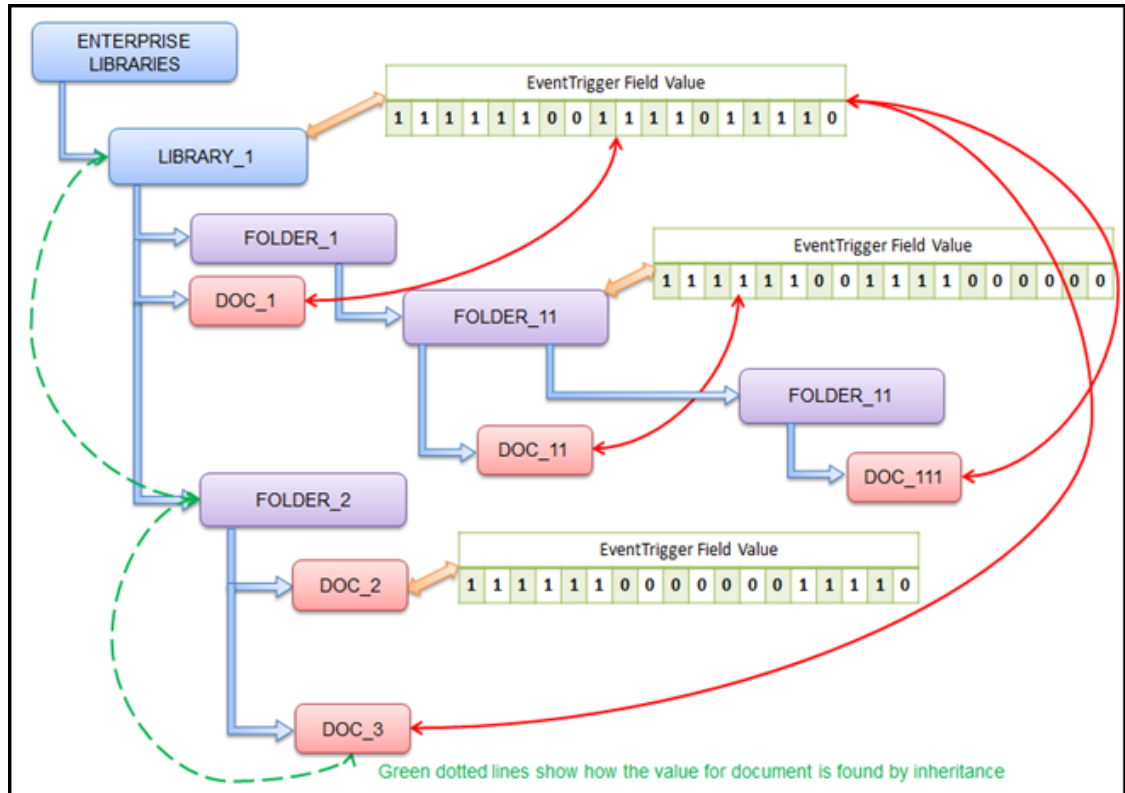 ENTERPRISE
LIBRARIES
EventTrigger Field Value
1 1 1 1 1 1 0 0 1 1 1 1 0 1 1 1 1 0
LIBRARY_1
FOLDER_1
EventTrigger Field Value
1 1 1 1 1 1 0 0 1 1 1 1 0 0 0 0 0 0
DOC_1
FOLDER_11
FOLDER_11
DOC_11
DOC_111
FOLDER_2
EventTrigger Field Value
DOC_2
1 1 1 1 1 1 0 0 0 0 0 0 0 1 1 1 1 0
DOC_3
Green dotted lines show how the value for document is found by inheritance